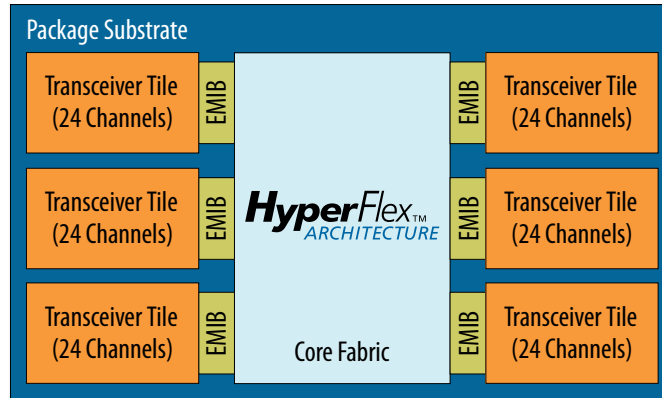 Package Substrate
Transceiver Tile
(24 Channels)
EMIB
EMIB
Transceiver Tile
(24 Channels)
Transceiver Tile
(24 Channels)
EMIB
HyperFlex™
ARCHITECTURE
EMIB
Transceiver Tile
(24 Channels)
Transceiver Tile
(24 Channels)
EMIB
Core Fabric
EMIB
Transceiver Tile
(24 Channels)